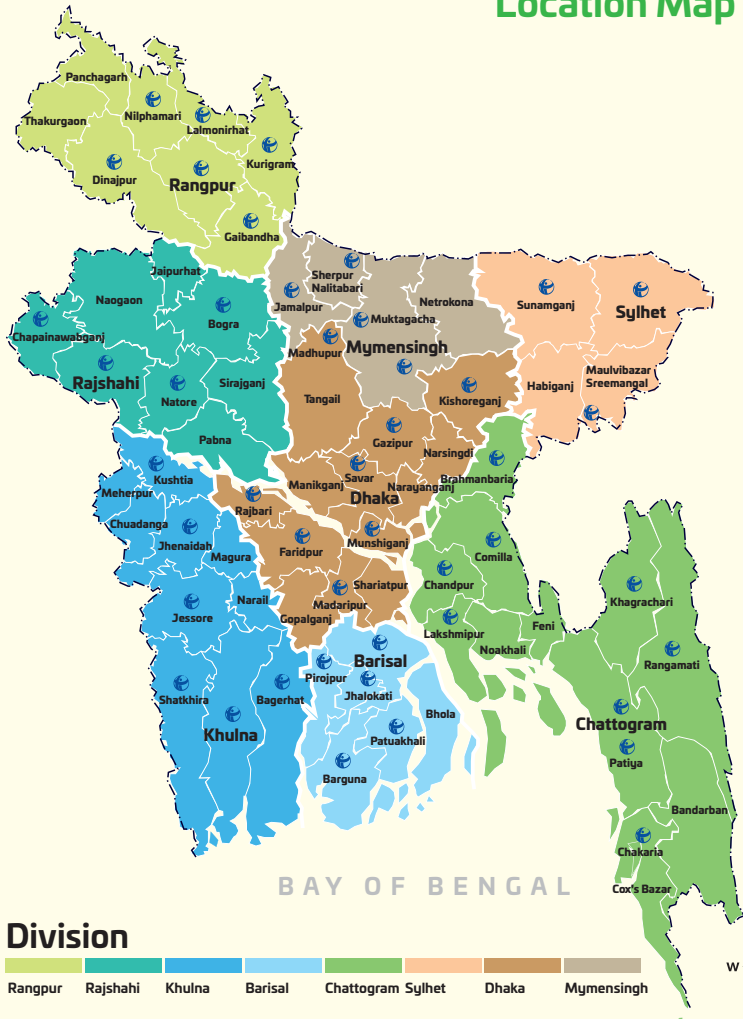 Location Map
Panchagarh
Thakurgaon
Nilphamari
Lalmonirhat
Dinajpur
Rangpur
Kurigram
Gaibandha
Jaipurhat
Naogaon
Chapainawabganj
Bogra
Rajshahi
Natore
Sirajganj
Pabna
Sherpur
Nalitabari
Jamalpur
Netrokona
Muktagacha
Mymensingh
Sunamganj
Sylhet
Habiganj
Maulvibazar
Sreemangal
Madhupur
Tangail
Kishoreganj
Gazipur
Narsingdi
Savar
Manikganj
Dhaka
Narayanganj
Brahmanbaria
Rajbari
Faridpur
Munshiganj
Shariatpur
Madaripur
Gopalganj
Kushtia
Meherpur
Chuadanga
Jhenaidah
Magura
Narail
Jessore
Shatkhira
Khulna
Bagerhat
Comilla
Chandpur
Lakshmipur
Noakhali
Feni
Barisal
Pirojpur
Jhalokati
Bhola
Patuakhali
Barguna
Khagrachari
Rangamati
Chattogram
Patiya
Bandarban
Chakaria
Cox's Bazar
BAY OF BENGAL
Division
Rangpur Rajshahi Khulna Barisal Chattogram Sylhet Dhaka Mymensingh
W